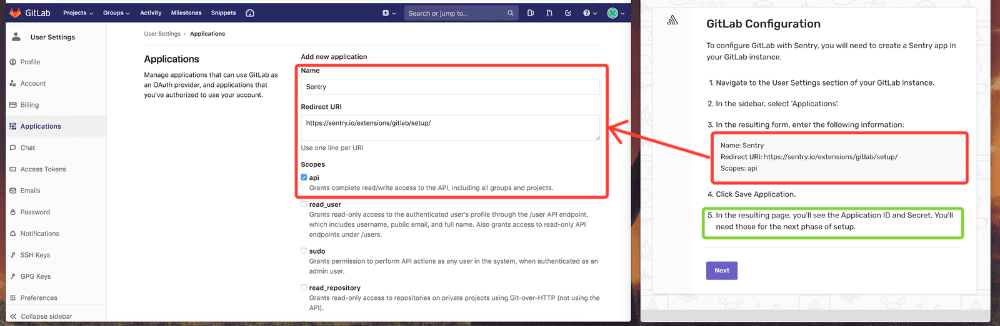 GitLab Projects Groups Activity Milestones Snippets Search or jump to...
User Settings
Profile
Account
Billing
Applications
Chat
Access Tokens
Emails
Password
Notifications
SSH Keys
GPG Keys
Preferences
Collapse sidebar
User Settings > Applications
Applications
Manage applications that can use GitLab as
an OAuth provider, and applications that
you've authorized to use your account.
Add new application
Name
Sentry
Redirect URI
https://sentry.io/extensions/gitlab/setup/
Use one line per URI
Scopes
api
Grants complete read/write access to the API, including all groups and projects.
read_user
Grants read-only access to the authenticated user's profile through the /user API endpoint,
which includes username, public email, and full name. Also grants access to read-only API
endpoints under /users.
sudo
Grants permission to perform API actions as any user in the system, when authenticated as an
admin user.
read_repository
Grants read-only access to repositories on private projects using Git-over-HTTP (not using the
API).
GitLab Configuration
To configure GitLab with Sentry, you will need to create a Sentry app in
your GitLab instance.
1. Navigate to the User Settings section of your GitLab instance.
2. In the sidebar, select 'Applications'.
3. In the resulting form, enter the following information:
Name: Sentry
Redirect URI: https://sentry.io/extensions/gitlab/setup/
Scopes: api
4. Click Save Application.
5. In the resulting page, you'll see the Application ID and Secret. You'll
need those for the next phase of setup.
Next